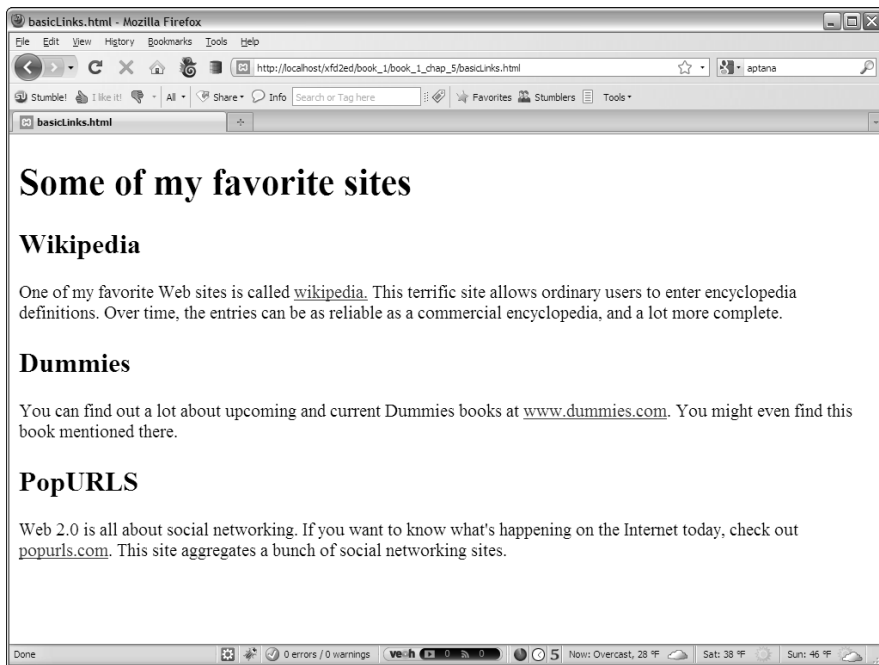 basicLinks.html - Mozilla Firefox
File Edit View History Bookmarks Tools Help
http://localhost/xfd2ed/book_1/book_1_chap_5/basicLinks.html aptana
Stumble! I like it! All Share Info Search or Tag here Favorites Stumblers Tools
basicLinks.html
Some of my favorite sites
Wikipedia
One of my favorite Web sites is called wikipedia. This terrific site allows ordinary users to enter encyclopedia
definitions. Over time, the entries can be as reliable as a commercial encyclopedia, and a lot more complete.
Dummies
You can find out a lot about upcoming and current Dummies books at www.dummies.com. You might even find this
book mentioned there.
PopURLS
Web 2.0 is all about social networking. If you want to know what's happening on the Internet today, check out
popurls.com. This site aggregates a bunch of social networking sites.
Done 0 errors / 0 warnings veoh 0 0 5 Now: Overcast, 28 °F Sat: 38 °F Sun: 46 °F